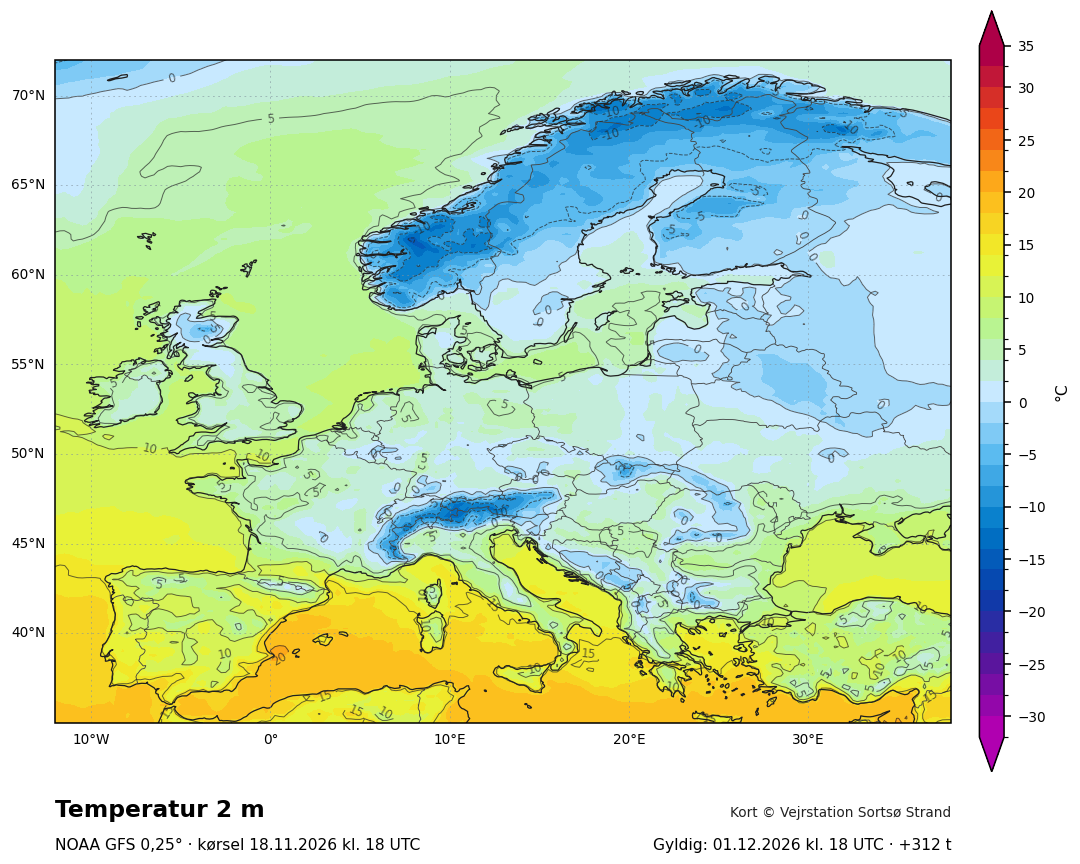 70°N
65°N
60°N
55°N
50°N
45°N
40°N
10°W 0° 10°E 20°E 30°E
35
30
25
20
15
10
5
0
−5
−10
−15
−20
−25
−30
°C
Temperatur 2 m
Kort © Vejrstation Sortsø Strand
NOAA GFS 0,25° · kørsel 18.11.2026 kl. 18 UTC
Gyldig: 01.12.2026 kl. 18 UTC · +312 t